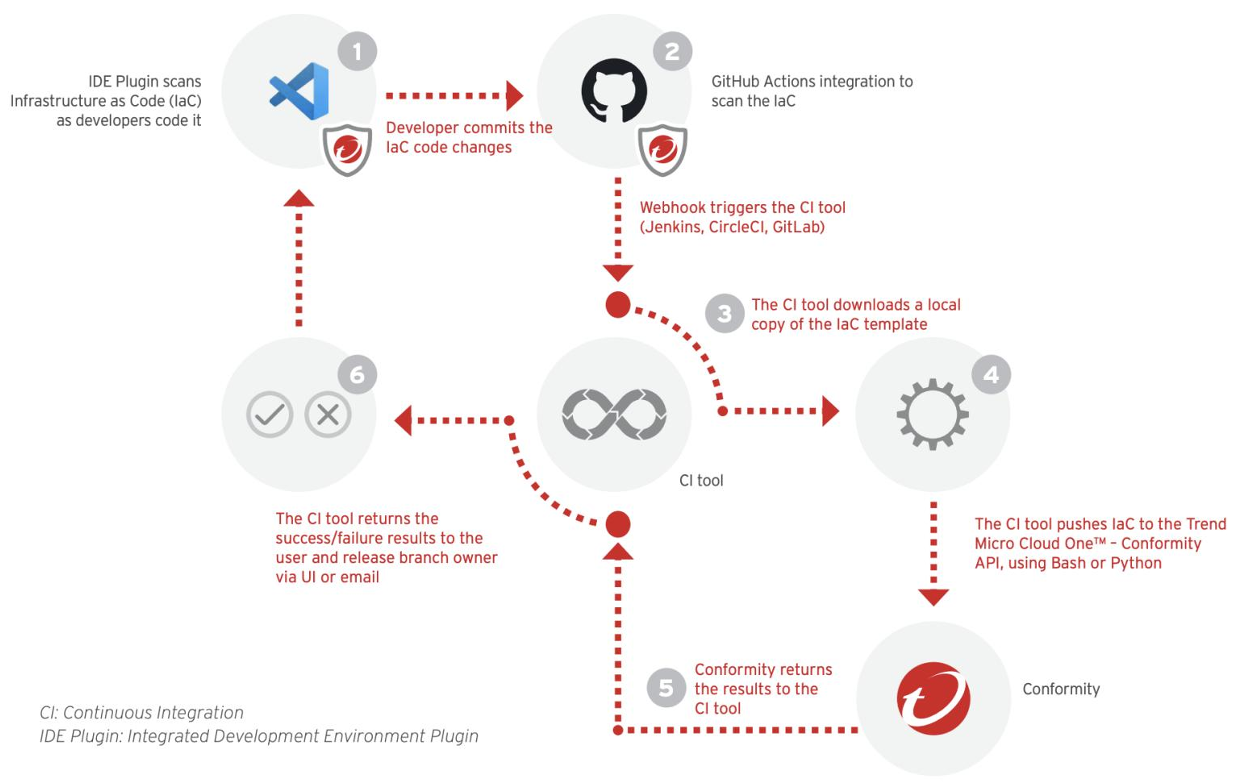 1
IDE Plugin scans
Infrastructure as Code (IaC)
as developers code it
Developer commits the
IaC code changes
2
GitHub Actions integration to
scan the IaC
Webhook triggers the CI tool
(Jenkins, CircleCI, GitLab)
3
The CI tool downloads a local
copy of the IaC template
4
CI tool
The CI tool pushes IaC to the Trend
Micro Cloud One™ – Conformity
API, using Bash or Python
Conformity
5
Conformity returns
the results to the
CI tool
6
The CI tool returns the
success/failure results to the
user and release branch owner
via UI or email
CI: Continuous Integration
IDE Plugin: Integrated Development Environment Plugin